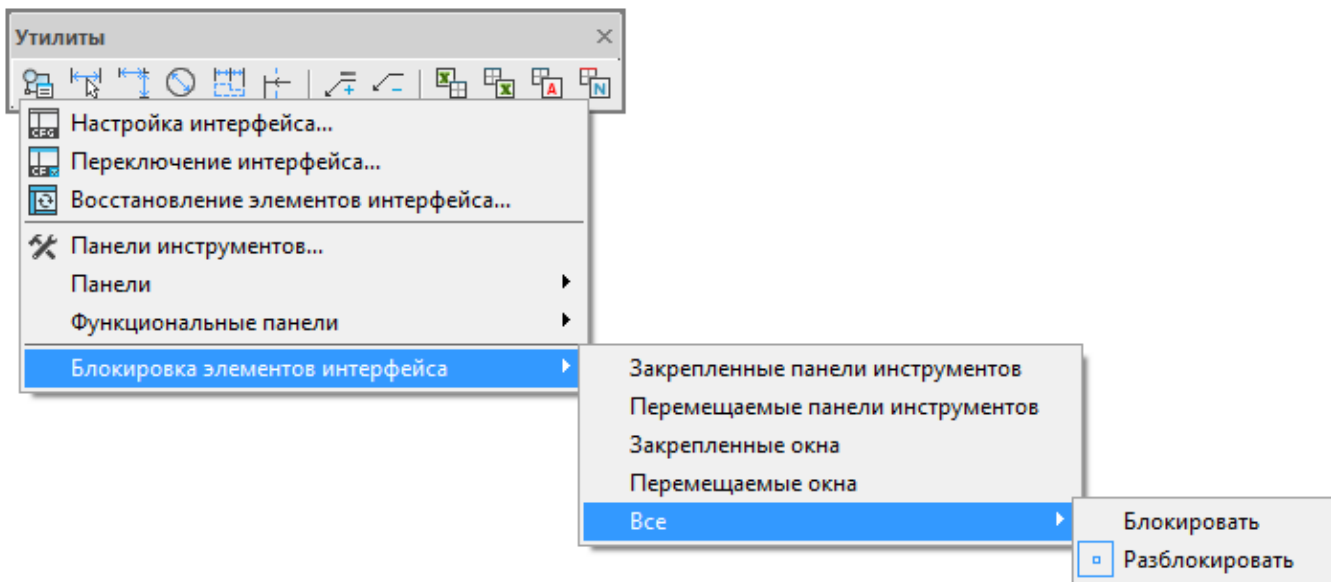 Утилиты
Настройка интерфейса...
Переключение интерфейса...
Восстановление элементов интерфейса...
Панели инструментов...
Панели
Функциональные панели
Блокировка элементов интерфейса
Закрепленные панели инструментов
Перемещаемые панели инструментов
Закрепленные окна
Перемещаемые окна
Все
Блокировать
Разблокировать